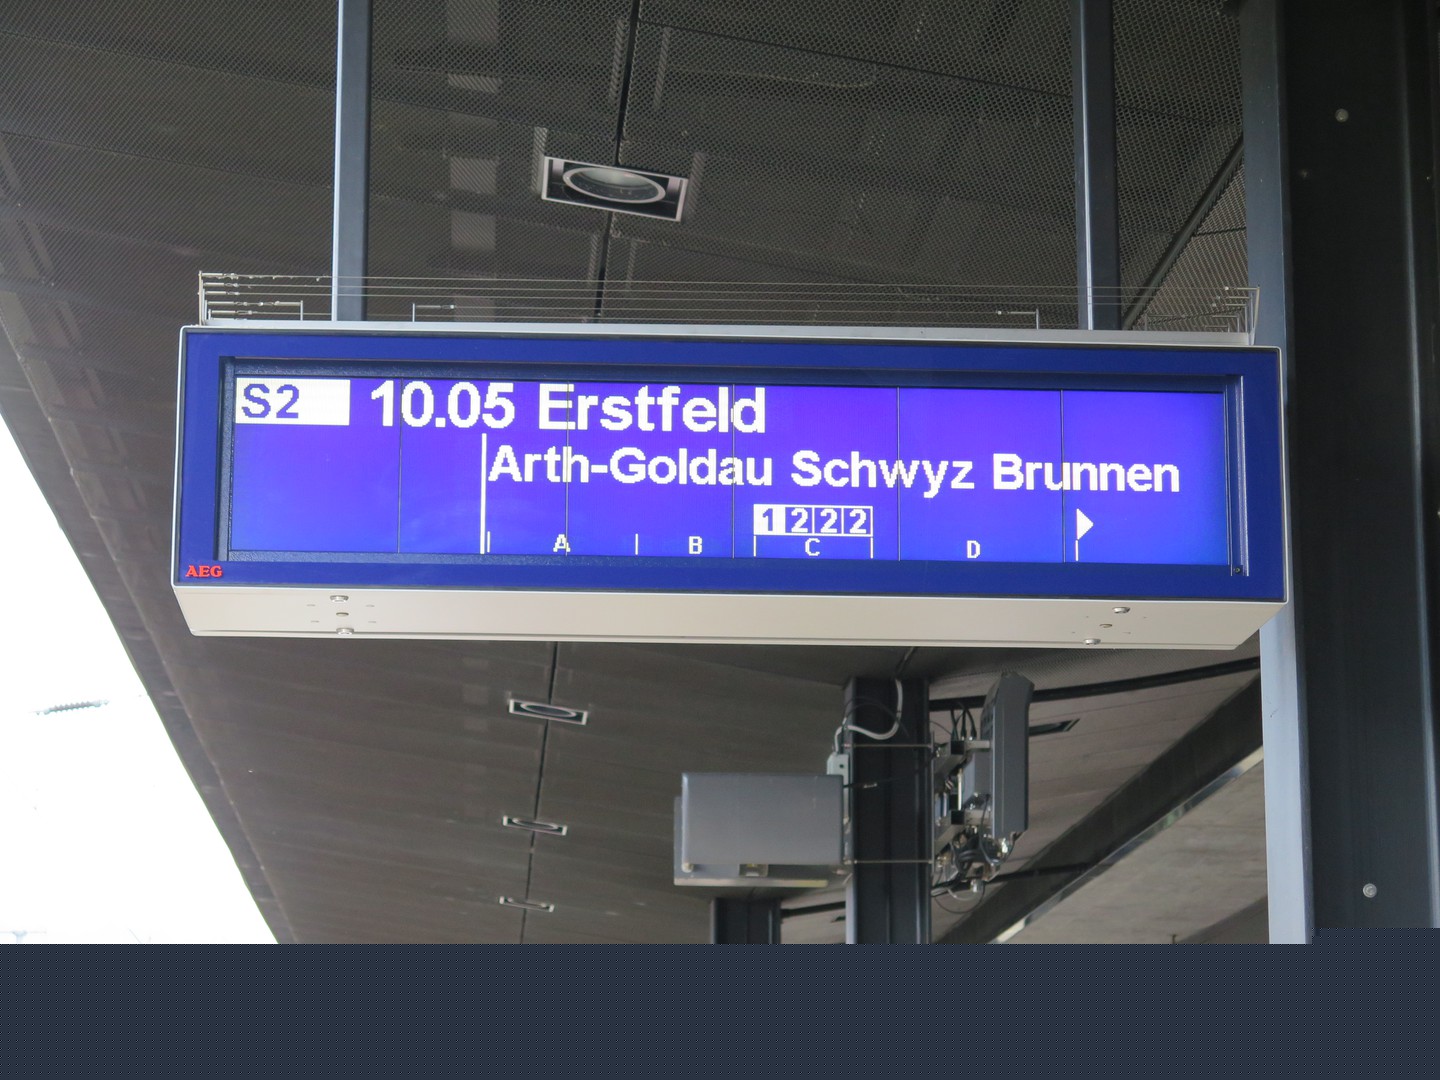 S2 10.05 Erstfeld
Arth-Goldau Schwyz Brunnen
1 2 2 2
A B C D
AEG